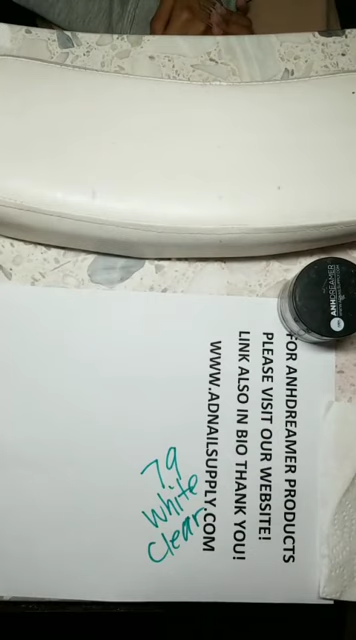 FOR ANHDREAMER PRODUCTS
PLEASE VISIT OUR WEBSITE!
LINK ALSO IN BIO THANK YOU!
WWW.ADNAILSUPPLY.COM
79
White
Clear
ANHDREAMER